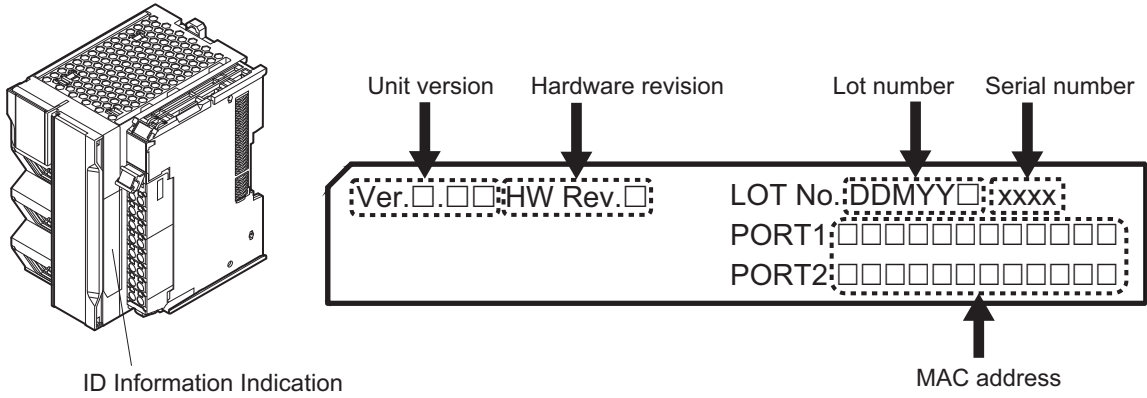 Unit version Hardware revision Lot number Serial number
Ver.□.□□ HW Rev.□ LOT No. DDMYY□ xxxx
PORT1 □□□□□□□□□□□□
PORT2 □□□□□□□□□□□□
ID Information Indication
MAC address